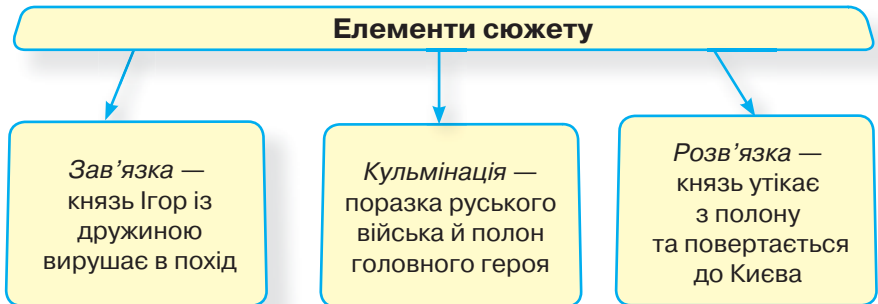 Елементи сюжету
Зав’язка —
князь Ігор із
дружиною
вирушає в похід
Кульмінація —
поразка руського
війська й полон
головного героя
Розв’язка —
князь утікає
з полону
та повертається
до Києва